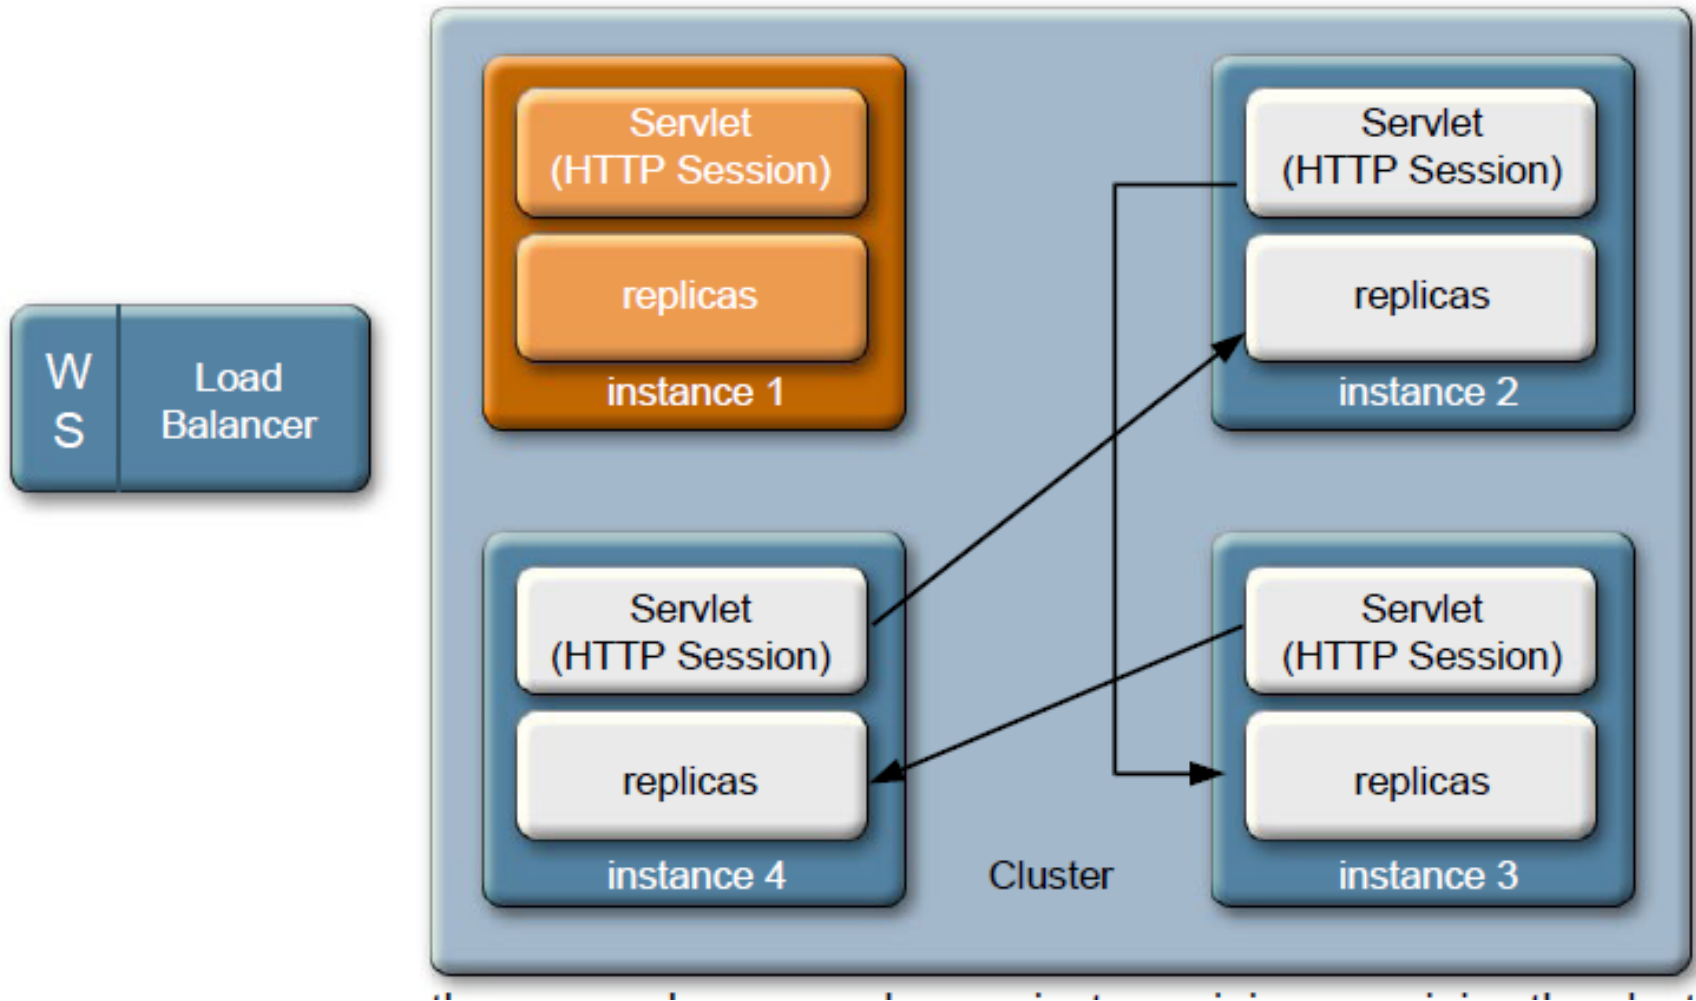 W
S
Load
Balancer
Servlet
(HTTP Session)
replicas
instance 1
Servlet
(HTTP Session)
replicas
instance 2
Servlet
(HTTP Session)
replicas
instance 4
Cluster
Servlet
(HTTP Session)
replicas
instance 3